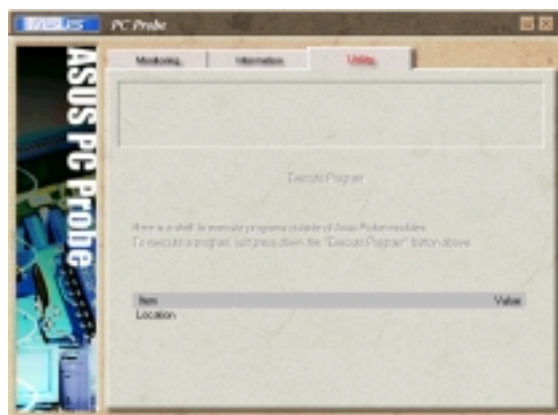 ASUS PC Probe
Monitoring Information Utility
ASUS PC Probe
Execute Program
Here is a shell to execute programs outside of Asus Probe modules.
To execute a program, just press down the "Execute Program" button above.
Item Value
Location